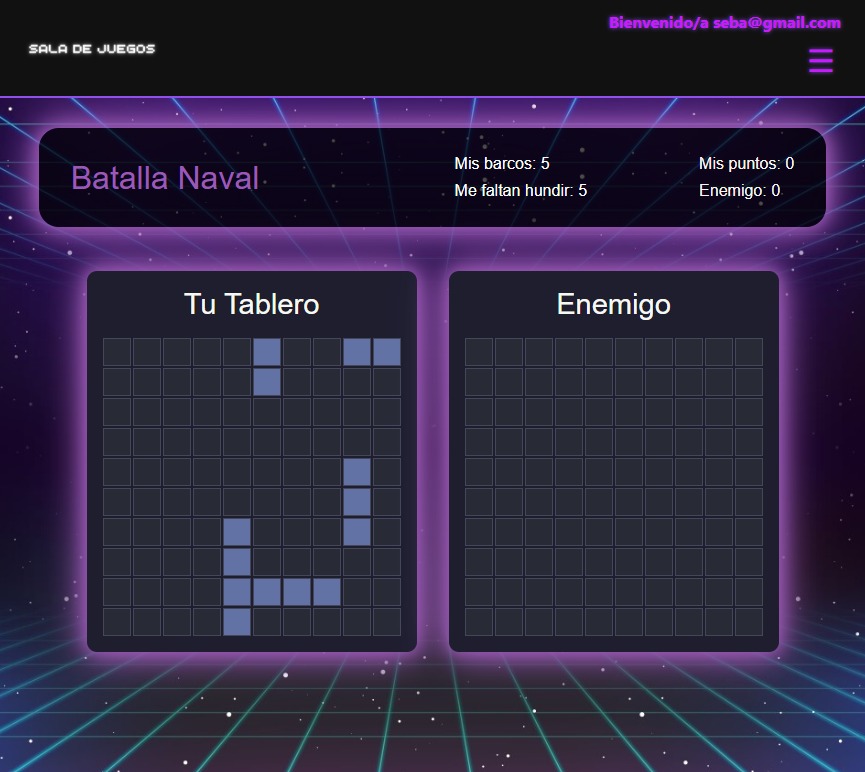 Bienvenido/a seba@gmail.com
SALA DE JUEGOS
Batalla Naval
Mis barcos: 5
Me faltan hundir: 5
Mis puntos: 0
Enemigo: 0
Tu Tablero
Enemigo